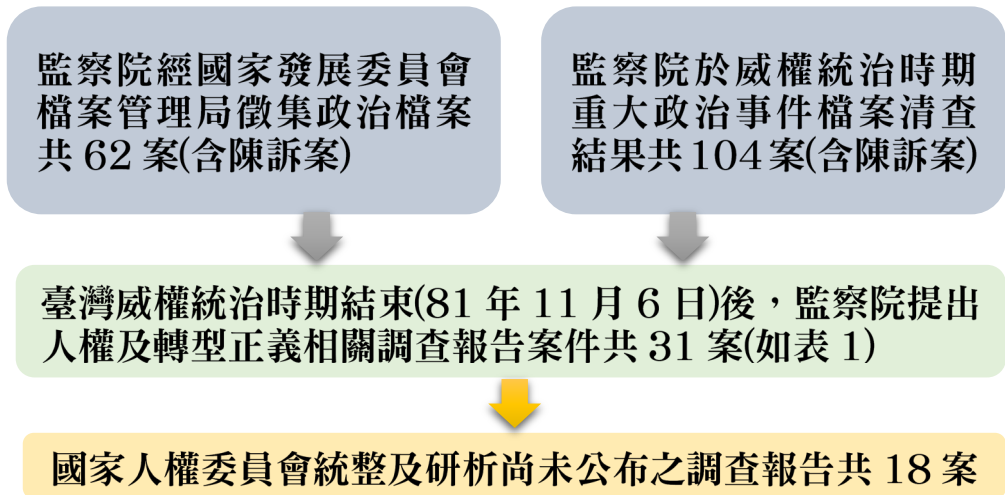 監察院經國家發展委員會
檔案管理局徵集政治檔案
共 62 案(含陳訴案)
監察院於威權統治時期
重大政治事件檔案清查
結果共104案(含陳訴案)
臺灣威權統治時期結束(81 年 11 月 6 日)後，監察院提出
人權及轉型正義相關調查報告案件共 31 案(如表 1)
國家人權委員會統整及研析尚未公布之調查報告共 18 案